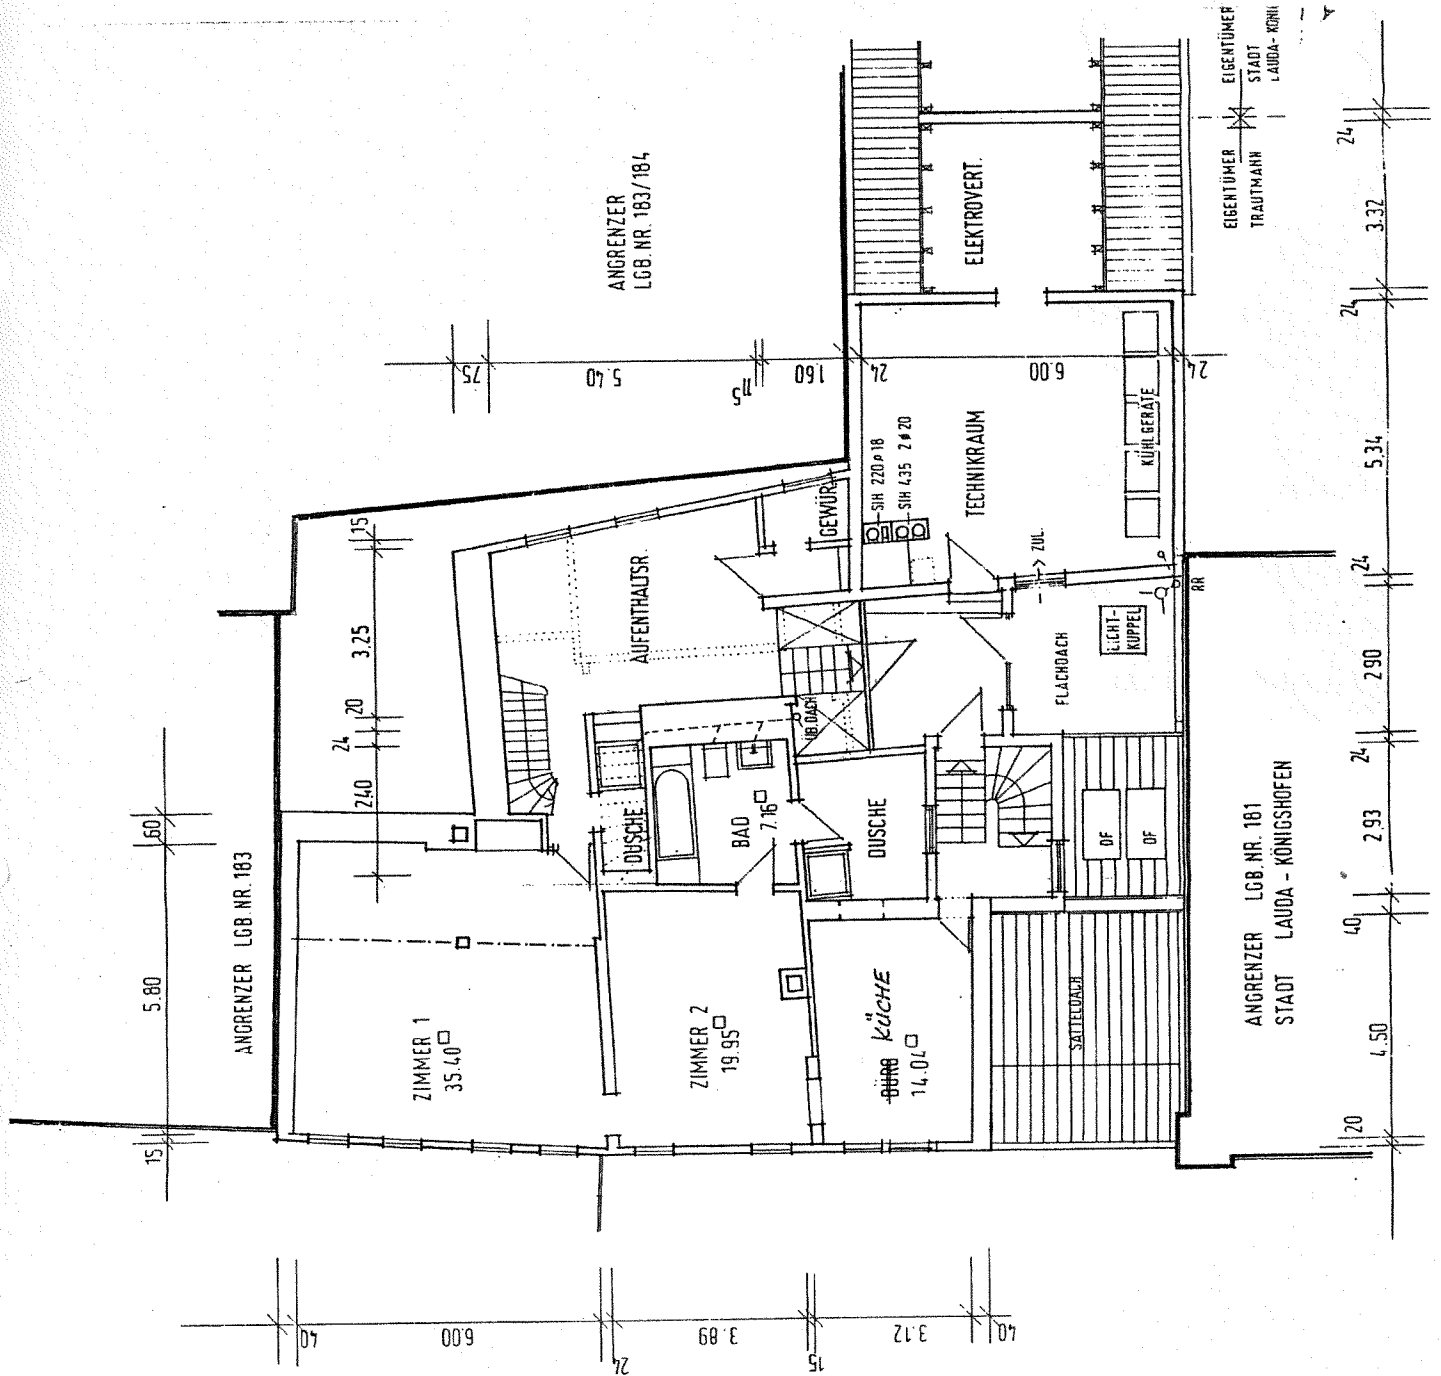 EIGENTÜMER
STADT
EIGENTÜMER
TRAUTMANN
ANGRENZER
LGB. NR. 183/184
ELEKTROVERT.
24
3.32
24
75
5.40
11⁵
1.60
24
6.00
24
SIH 220 ø 18
SIH 435 2 ø 20
TECHNIKRAUM
KÜHLGERÄTE
5.34
15
3.25
20
24
2.40
AUFENTHALTSR.
GEWÜR
ZUL.
RR
24
LICHT-
KUPPEL
FLACHDACH
2.90
ÜB. DACH
24
60
5.80
15
ANGRENZER LGB. NR. 183
DUSCHE
BAD
7.16
DUSCHE
DF
DF
2.93
40
ZIMMER 1
35.40
ZIMMER 2
19.95
BÜRO KÜCHE
14.04
SATTELDACH
ANGRENZER LGB. NR. 181
STADT LAUDA - KÖNIGSHOFEN
4.50
20
40
6.00
24
3.89
15
3.12
40